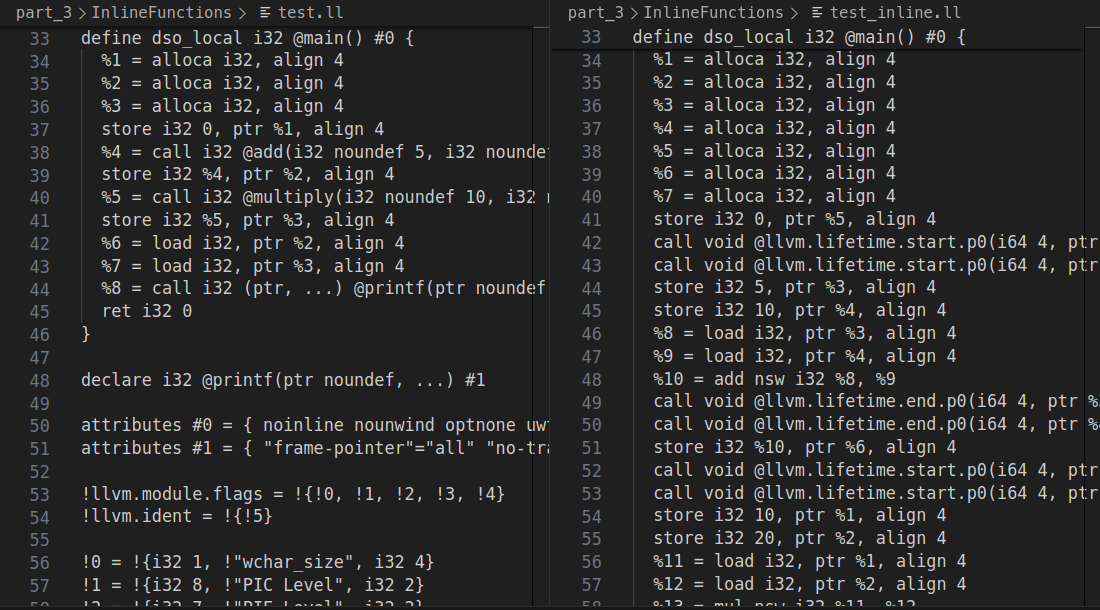 part_3 > InlineFunctions > test.ll
33 define dso_local i32 @main() #0 {
34 %1 = alloca i32, align 4
35 %2 = alloca i32, align 4
36 %3 = alloca i32, align 4
37 store i32 0, ptr %1, align 4
38 %4 = call i32 @add(i32 noundef 5, i32 nounde
39 store i32 %4, ptr %2, align 4
40 %5 = call i32 @multiply(i32 noundef 10, i32
41 store i32 %5, ptr %3, align 4
42 %6 = load i32, ptr %2, align 4
43 %7 = load i32, ptr %3, align 4
44 %8 = call i32 (ptr, ...) @printf(ptr noundef
45 ret i32 0
46 }
47
48 declare i32 @printf(ptr noundef, ...) #1
49
50 attributes #0 = { noinline nounwind optnone uw
51 attributes #1 = { "frame-pointer"="all" "no-tra
52
53 !llvm.module.flags = !{!0, !1, !2, !3, !4}
54 !llvm.ident = !{!5}
55
56 !0 = !{i32 1, !"wchar_size", i32 4}
57 !1 = !{i32 8, !"PIC Level", i32 2}
58 !2 = !{i32 7, !"PIE Level", i32 2}
part_3 > InlineFunctions > test_inline.ll
33 define dso_local i32 @main() #0 {
34 %1 = alloca i32, align 4
35 %2 = alloca i32, align 4
36 %3 = alloca i32, align 4
37 %4 = alloca i32, align 4
38 %5 = alloca i32, align 4
39 %6 = alloca i32, align 4
40 %7 = alloca i32, align 4
41 store i32 0, ptr %5, align 4
42 call void @llvm.lifetime.start.p0(i64 4, ptr
43 call void @llvm.lifetime.start.p0(i64 4, ptr
44 store i32 5, ptr %3, align 4
45 store i32 10, ptr %4, align 4
46 %8 = load i32, ptr %3, align 4
47 %9 = load i32, ptr %4, align 4
48 %10 = add nsw i32 %8, %9
49 call void @llvm.lifetime.end.p0(i64 4, ptr %
50 call void @llvm.lifetime.end.p0(i64 4, ptr %
51 store i32 %10, ptr %6, align 4
52 call void @llvm.lifetime.start.p0(i64 4, ptr
53 call void @llvm.lifetime.start.p0(i64 4, ptr
54 store i32 10, ptr %1, align 4
55 store i32 20, ptr %2, align 4
56 %11 = load i32, ptr %1, align 4
57 %12 = load i32, ptr %2, align 4
58 %13 = mul nsw i32 %11, %12